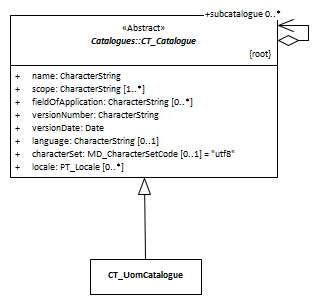 +subcatalogue 0..*
«Abstract»
Catalogues::CT_Catalogue
{root}
+ name: CharacterString
+ scope: CharacterString [1..*]
+ fieldOfApplication: CharacterString [0..*]
+ versionNumber: CharacterString
+ versionDate: Date
+ language: CharacterString [0..1]
+ characterSet: MD_CharacterSetCode [0..1] = "utf8"
+ locale: PT_Locale [0..*]
CT_UomCatalogue